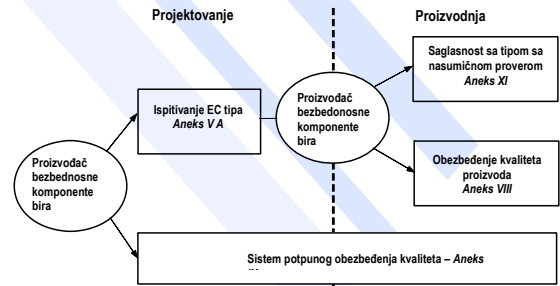 Projektovanje
Proizvodnja
Saglasnost sa tipom sa
nasumičnom proverom
Aneks XI
Ispitivanje EC tipa
Aneks V A
Proizvođač
bezbedonosne
komponente
bira
Proizvođač
bezbednosne
komponente
bira
Obezbeđenje kvaliteta
proizvoda
Aneks VIII
Sistem potpunog obezbeđenja kvaliteta – Aneks